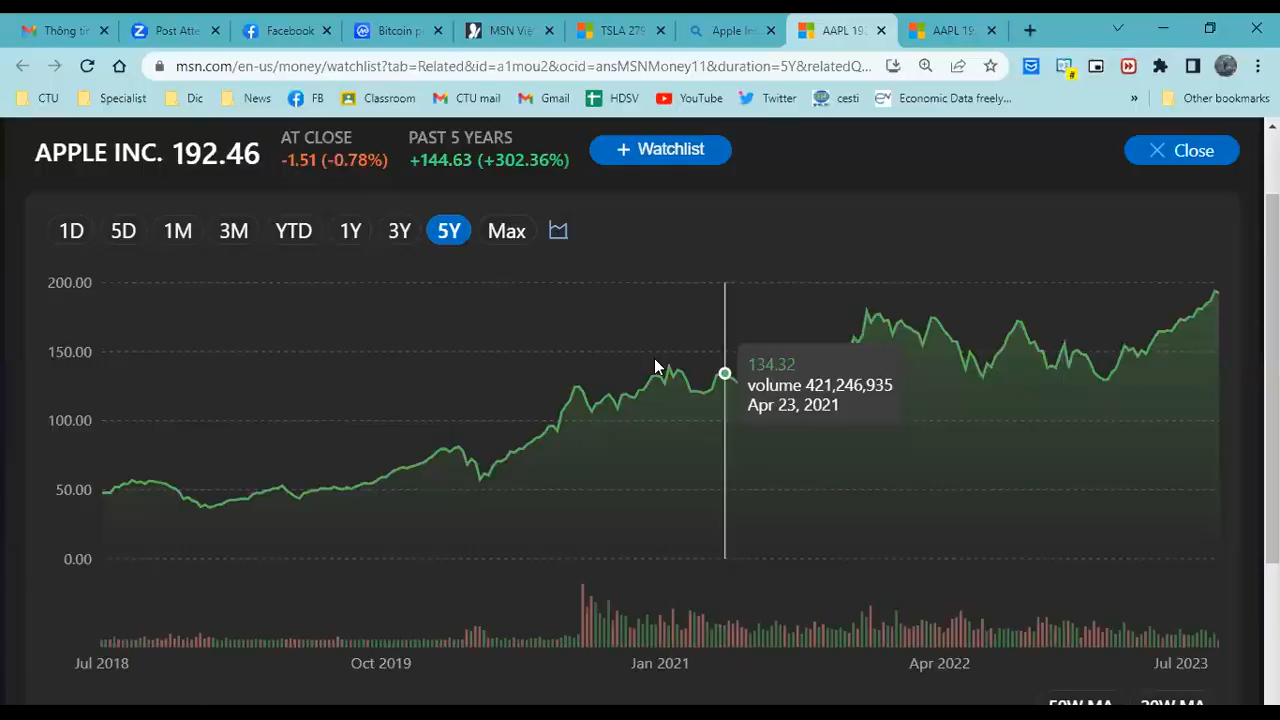 Thông tin
Post Atte
Facebook
Bitcoin p
MSN Vi
TSLA 279
Apple Inc
AAPL 19
AAPL 19
msn.com/en-us/money/watchlist?tab=Related&id=a1mou2&ocid=ansMSNMoney11&duration=5Y&relatedQ...
CTU
Specialist
Dic
News
FB
Classroom
CTU mail
Gmail
HDSV
YouTube
Twitter
cesti
Economic Data freely...
»
Other bookmarks
APPLE INC. 192.46
AT CLOSE
-1.51 (-0.78%)
PAST 5 YEARS
+144.63 (+302.36%)
+ Watchlist
Close
1D
5D
1M
3M
YTD
1Y
3Y
5Y
Max
200.00
150.00
100.00
50.00
0.00
134.32
volume 421,246,935
Apr 23, 2021
Jul 2018
Oct 2019
Jan 2021
Apr 2022
Jul 2023
50W MA